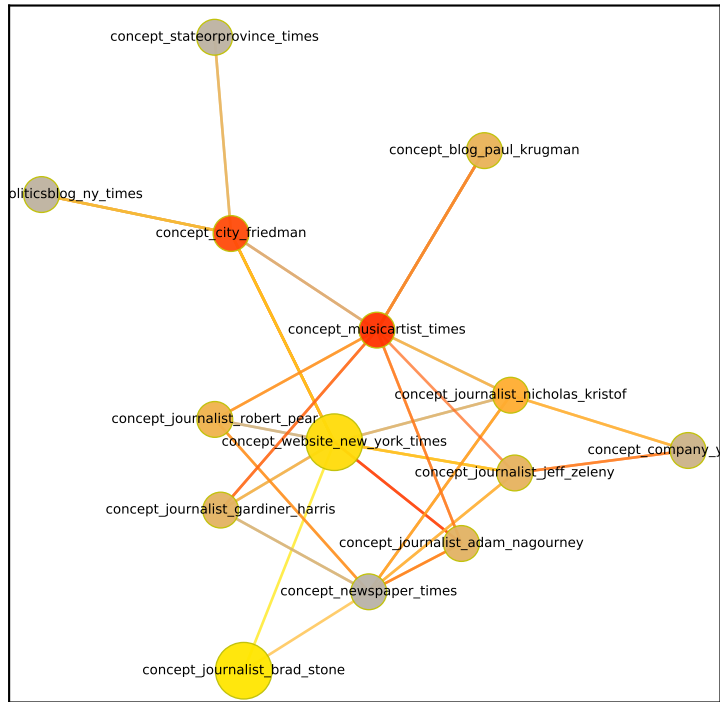 concept_stateorprovince_times
concept_blog_paul_krugman
oliticsblog_ny_times
concept_city_friedman
concept_musicartist_times
concept_journalist_nicholas_kristof
concept_journalist_robert_pear
concept_website_new_york_times
concept_company_y
concept_journalist_jeff_zeleny
concept_journalist_gardiner_harris
concept_journalist_adam_nagourney
concept_newspaper_times
concept_journalist_brad_stone